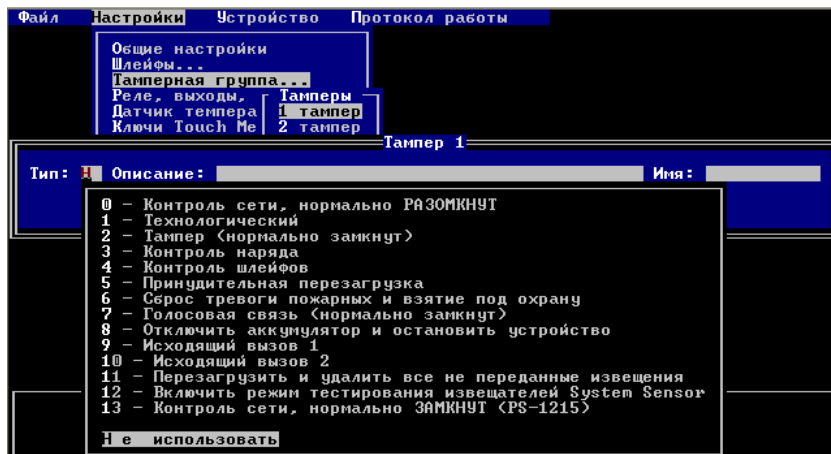 Файл Настройки Устройство Протокол работы
Общие настройки
Шлейфы...
Тамперная группа...
Реле, выходы, Тамперы
Датчик темпера 1 тампер
Ключи Touch Me 2 тампер
Тампер 1
Тип: Н Описание: Имя:
0 - Контроль сети, нормально РАЗОМКНУТ
1 - Технологический
2 - Тампер (нормально замкнут)
3 - Контроль наряда
4 - Контроль шлейфов
5 - Принудительная перезагрузка
6 - Сброс тревоги пожарных и взятие под охрану
7 - Голосовая связь (нормально замкнут)
8 - Отключить аккумулятор и остановить устройство
9 - Исходящий вызов 1
10 - Исходящий вызов 2
11 - Перезагрузить и удалить все не переданные извещения
12 - Включить режим тестирования извещателей System Sensor
13 - Контроль сети, нормально ЗАМКНУТ (PS-1215)
Не использовать